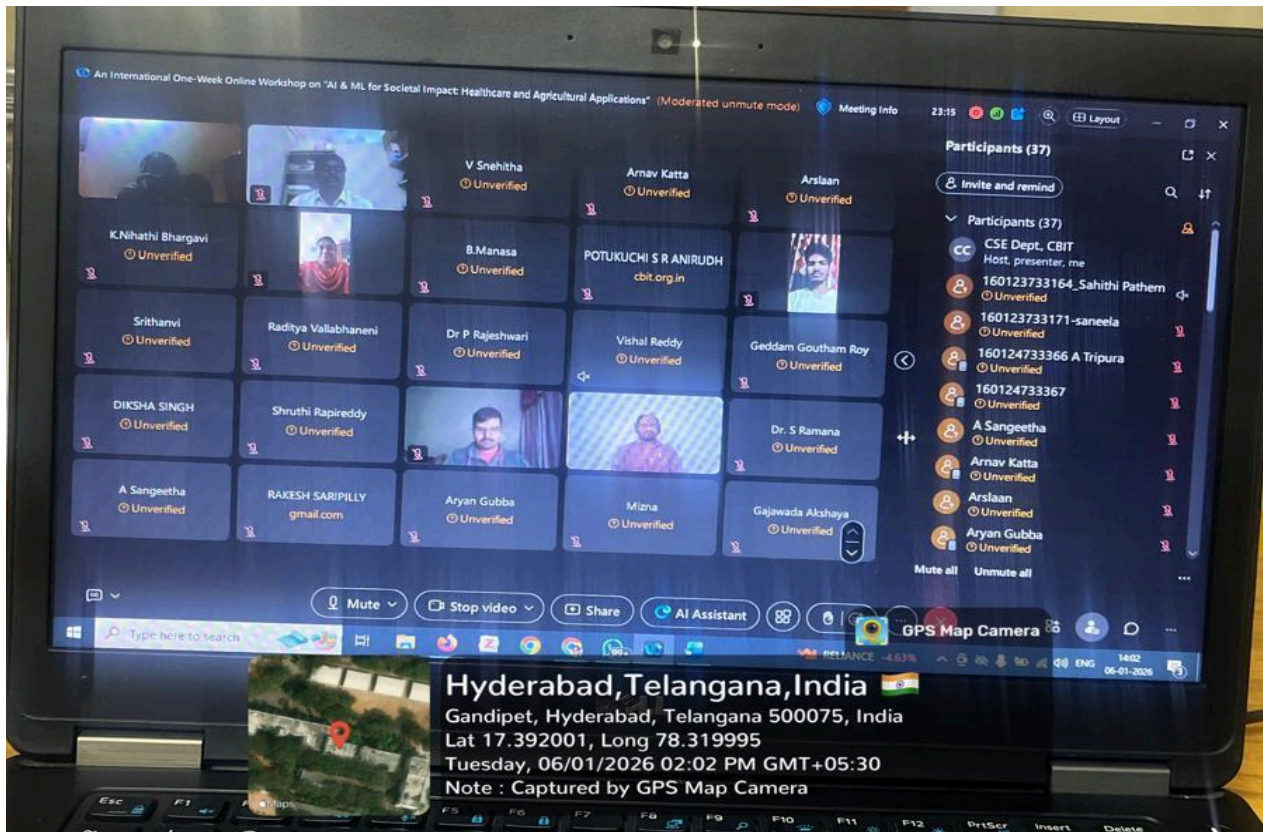 An International One-Week Online Workshop on "AI & ML for Societal Impact: Healthcare and Agricultural Applications" (Moderated unmute mode)
Meeting Info
23:15
Layout
V Snehitha
Unverified
Arnav Katta
Unverified
Arslaan
Unverified
K.Nihathi Bhargavi
Unverified
B.Manasa
Unverified
POTUKUCHI S R ANIRUDH
cbit.org.in
Srithanvi
Unverified
Raditya Vallabhaneni
Unverified
Dr P Rajeshwari
Unverified
Vishal Reddy
Unverified
Geddam Goutham Roy
Unverified
DIKSHA SINGH
Unverified
Shruthi Rapireddy
Unverified
Dr. S Ramana
Unverified
A Sangeetha
Unverified
RAKESH SARIPILLY
gmail.com
Aryan Gubba
Unverified
Mizna
Unverified
Gajawada Akshaya
Unverified
Participants (37)
Invite and remind
Participants (37)
CC
CSE Dept, CBIT
Host, presenter, me
160123733164_Sahithi Pathem
Unverified
160123733171-saneela
Unverified
160124733366 A Tripura
Unverified
160124733367
Unverified
A Sangeetha
Unverified
Arnav Katta
Unverified
Arslaan
Unverified
Aryan Gubba
Unverified
Mute all
Unmute all
Mute
Stop video
Share
AI Assistant
Type here to search
RELIANCE -4.63%
ENG
14:02
06-01-2026
GPS Map Camera
Hyderabad,Telangana,India
Gandipet, Hyderabad, Telangana 500075, India
Lat 17.392001, Long 78.319995
Tuesday, 06/01/2026 02:02 PM GMT+05:30
Note : Captured by GPS Map Camera
Maps
Esc
F1
F5
F6
F7
F8
F9
F10
F11
F12
PrtScr
Insert
Delete